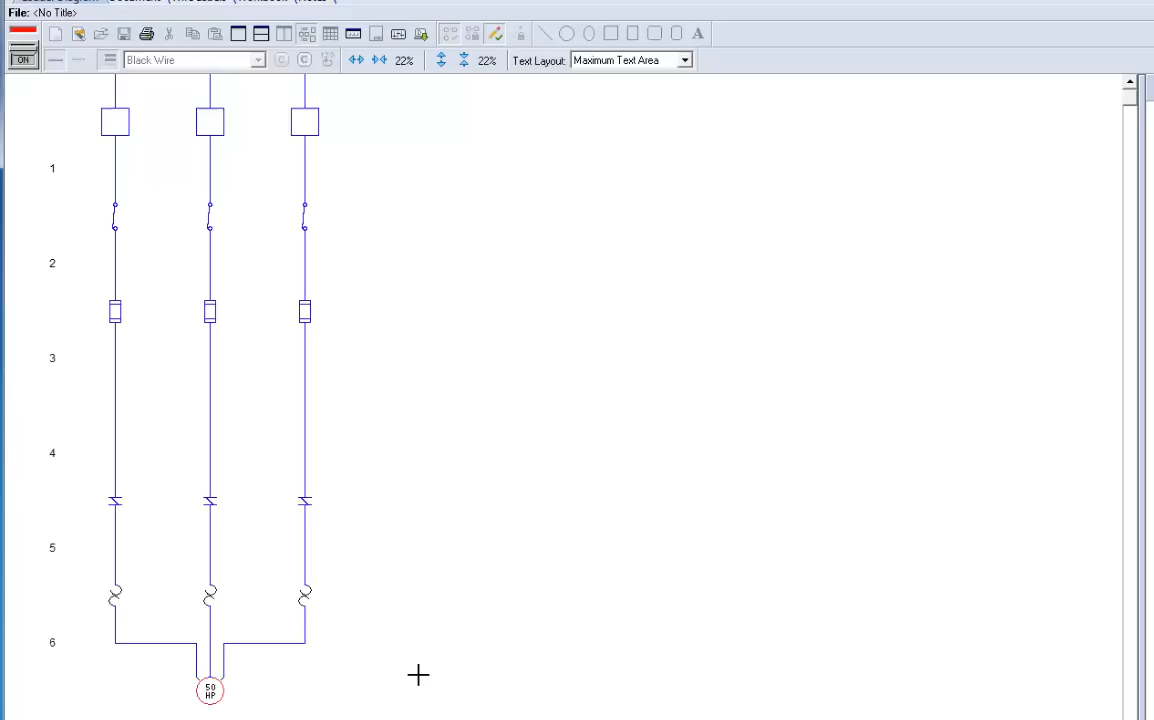 File: <No Title>
ON
Black Wire
C
C
22%
22%
Text Layout:
Maximum Text Area
A
1
2
3
4
5
6
50
HP